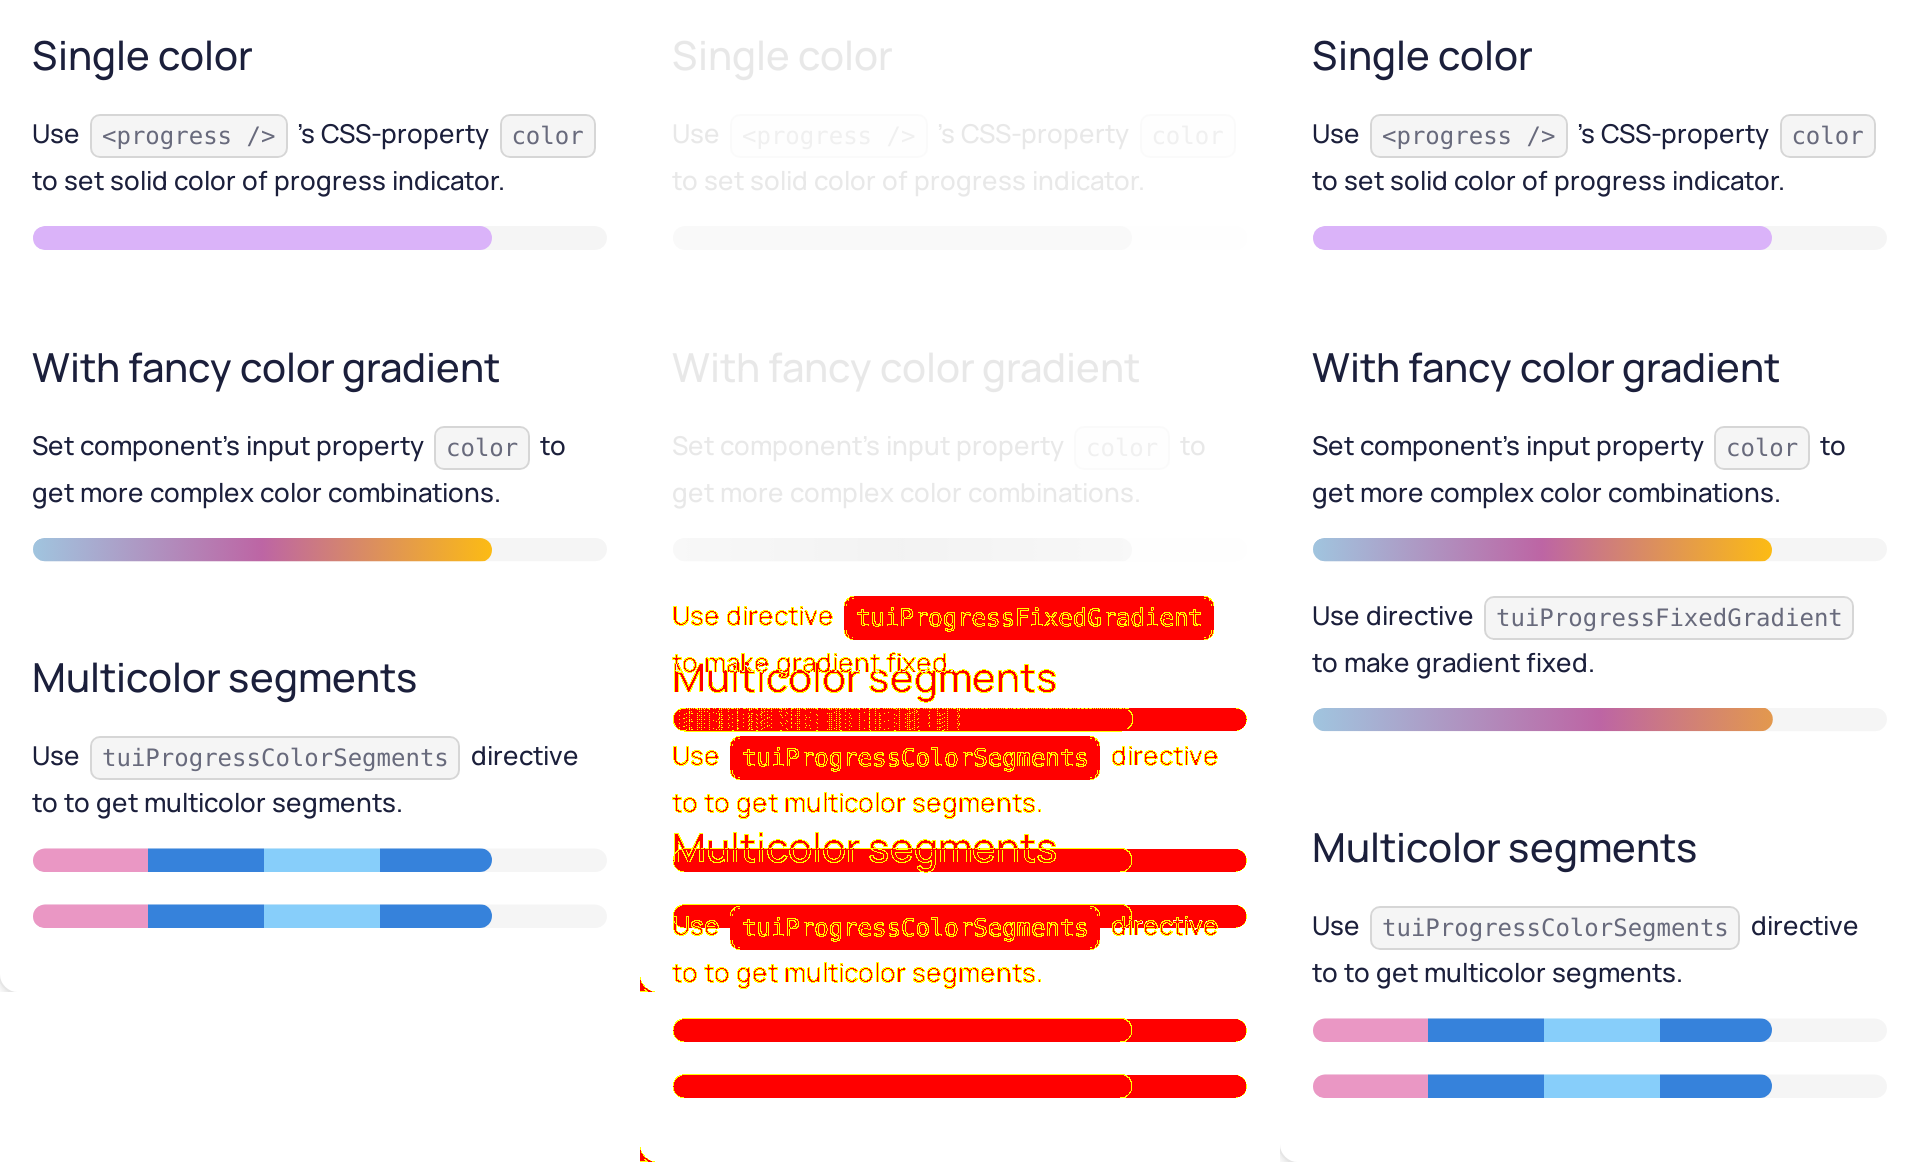 Single color
Use <progress /> ’s CSS-property color
to set solid color of progress indicator.
With fancy color gradient
Set component’s input property color to
get more complex color combinations.
Multicolor segments
Use tuiProgressColorSegments directive
to to get multicolor segments.
Single color
Use <progress /> ’s CSS-property color
to set solid color of progress indicator.
With fancy color gradient
Set component’s input property color to
get more complex color combinations.
Use directive tuiProgressFixedGradient
to make gradient fixed.
Multicolor segments
Use tuiProgressColorSegments directive
to to get multicolor segments.
Multicolor segments
Use tuiProgressColorSegments directive
to to get multicolor segments.
Single color
Use <progress /> ’s CSS-property color
to set solid color of progress indicator.
With fancy color gradient
Set component’s input property color to
get more complex color combinations.
Use directive tuiProgressFixedGradient
to make gradient fixed.
Multicolor segments
Use tuiProgressColorSegments directive
to to get multicolor segments.